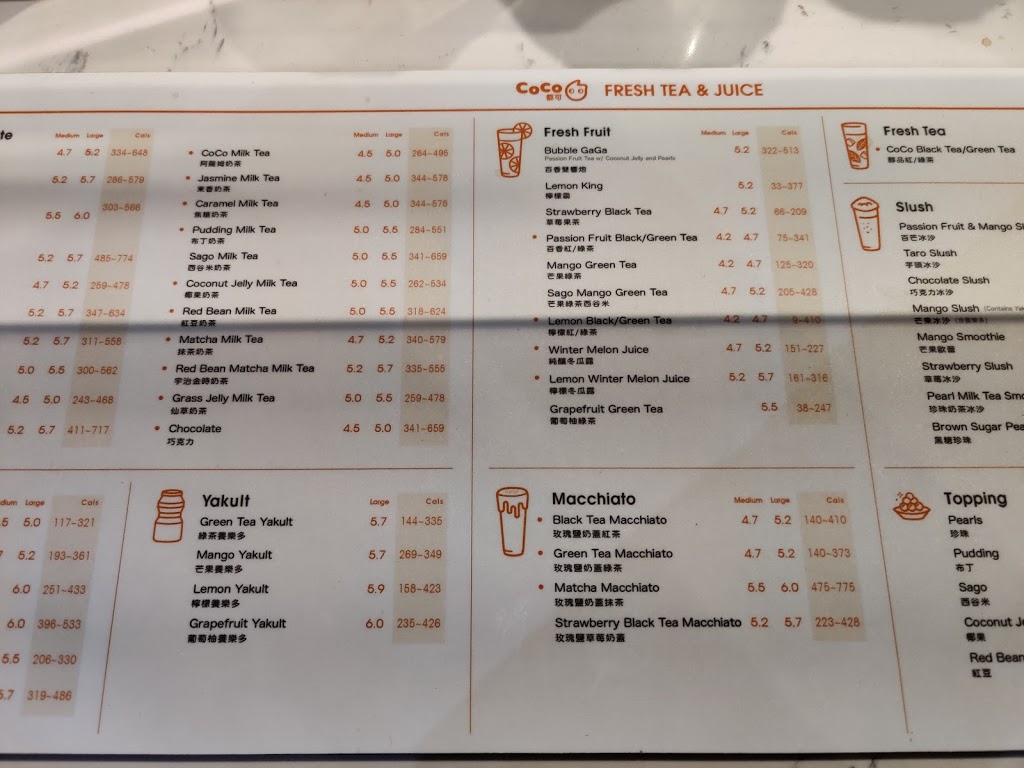 CoCo 都可 FRESH TEA & JUICE
te
Medium Large Cals
4.7 5.2 334-648
5.2 5.7 286-579
5.5 6.0 303-566
5.2 5.7 485-774
4.7 5.2 259-478
5.2 5.7 347-634
5.2 5.7 311-558
5.0 5.5 300-562
4.5 5.0 243-468
5.2 5.7 411-717
Medium Large Cals
• CoCo Milk Tea 4.5 5.0 264-496
阿薩姆奶茶
• Jasmine Milk Tea 4.5 5.0 344-578
茉香奶茶
• Caramel Milk Tea 4.5 5.0 344-578
焦糖奶茶
• Pudding Milk Tea 5.0 5.5 284-551
布丁奶茶
Sago Milk Tea 5.0 5.5 341-659
西谷米奶茶
• Coconut Jelly Milk Tea 5.0 5.5 262-534
椰果奶茶
• Red Bean Milk Tea 5.0 5.5 318-624
紅豆奶茶
• Matcha Milk Tea 4.7 5.2 340-579
抹茶奶茶
• Red Bean Matcha Milk Tea 5.2 5.7 335-555
宇治金時奶茶
• Grass Jelly Milk Tea 5.0 5.5 259-478
仙草奶茶
• Chocolate 4.5 5.0 341-659
巧克力
Fresh Fruit Medium Large Cals
Bubble GaGa 5.2 322-513
Passion Fruit Tea w/ Coconut Jelly and Pearls
百香雙響炮
Lemon King 5.2 33-377
檸檬霸
Strawberry Black Tea 4.7 5.2 66-209
草莓果茶
• Passion Fruit Black/Green Tea 4.2 4.7 75-341
百香紅/綠茶
Mango Green Tea 4.2 4.7 125-320
芒果綠茶
Sago Mango Green Tea 4.7 5.2 205-428
芒果綠茶西谷米
• Lemon Black/Green Tea 4.2 4.7 9-410
檸檬紅/綠茶
• Winter Melon Juice 4.7 5.2 151-227
純釀冬瓜露
• Lemon Winter Melon Juice 5.2 5.7 161-316
檸檬冬瓜露
Grapefruit Green Tea 5.5 38-247
葡萄柚綠茶
Fresh Tea
• CoCo Black Tea/Green Tea
醇品紅/綠茶
Slush
Passion Fruit & Mango Sl
百芒冰沙
Taro Slush
芋頭冰沙
Chocolate Slush
巧克力冰沙
Mango Slush (Contains Yak
芒果冰沙
Mango Smoothie
芒果歐蕾
Strawberry Slush
草莓冰沙
Pearl Milk Tea Smo
珍珠奶茶冰沙
Brown Sugar Pea
黑糖珍珠
dium Large Cals
.5 5.0 117-321
7 5.2 193-361
6.0 251-433
6.0 396-533
5.5 206-330
5.7 319-486
Yakult Large Cals
Green Tea Yakult 5.7 144-335
綠茶養樂多
Mango Yakult 5.7 269-349
芒果養樂多
Lemon Yakult 5.9 158-423
檸檬養樂多
Grapefruit Yakult 6.0 235-426
葡萄柚養樂多
Macchiato Medium Large Cals
• Black Tea Macchiato 4.7 5.2 140-410
玫瑰鹽奶蓋紅茶
• Green Tea Macchiato 4.7 5.2 140-373
玫瑰鹽奶蓋綠茶
• Matcha Macchiato 5.5 6.0 475-775
玫瑰鹽奶蓋抹茶
Strawberry Black Tea Macchiato 5.2 5.7 223-428
玫瑰鹽草莓奶蓋
Topping
Pearls
珍珠
Pudding
布丁
Sago
西谷米
Coconut Je
椰果
Red Bean
紅豆